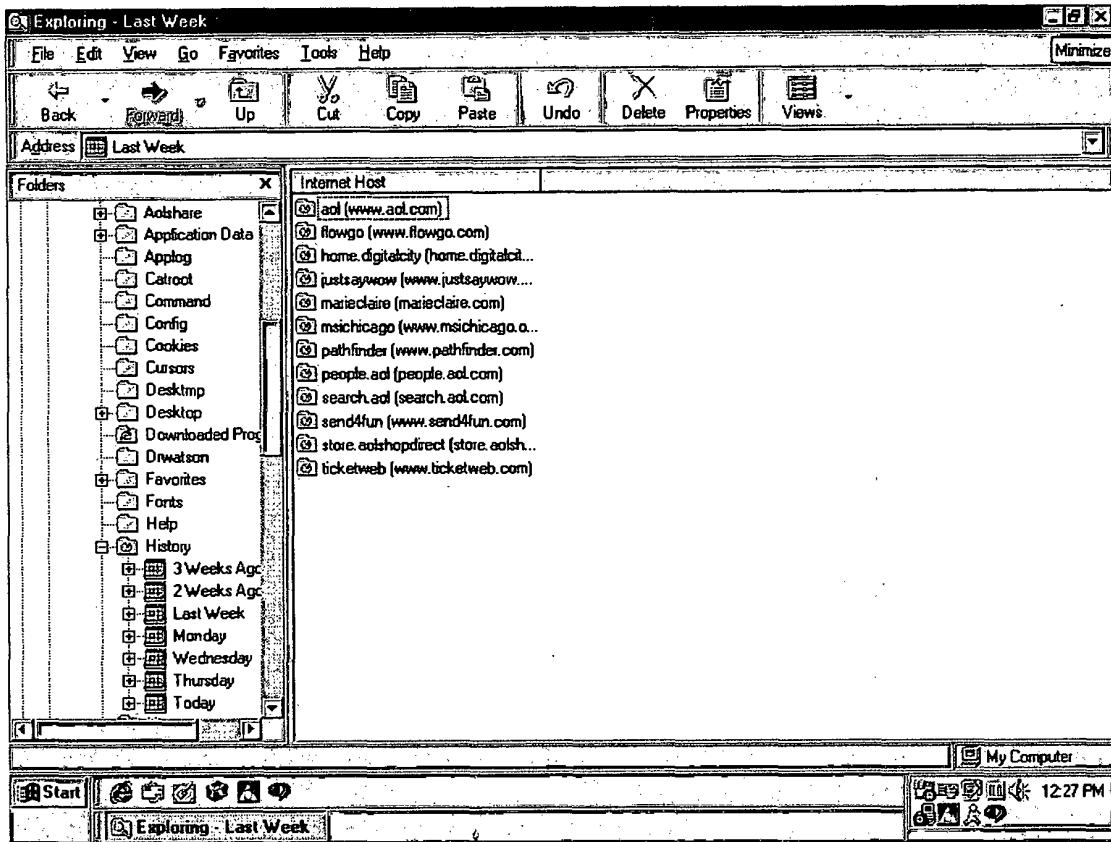 Exploring - Last Week
File Edit View Go Favorites Tools Help
Minimize
Back Forward Up Cut Copy Paste Undo Delete Properties Views
Address Last Week
Folders
Aolshare
Application Data
Applog
Catroot
Command
Config
Cookies
Cursors
Desktmp
Desktop
Downloaded Prog
Drwatson
Favorites
Fonts
Help
History
3 Weeks Ago
2 Weeks Ago
Last Week
Monday
Wednesday
Thursday
Today
Internet Host
aol (www.aol.com)
flowgo (www.flowgo.com)
home.digitalcity (home.digitalcit...
justsaywow (www.justsaywow....
marieclaire (marieclaire.com)
msichicago (www.msichicago.o...
pathfinder (www.pathfinder.com)
people.aol (people.aol.com)
search.aol (search.aol.com)
send4fun (www.send4fun.com)
store.aolshopdirect (store.aolsh...
ticketweb (www.ticketweb.com)
My Computer
Start
12:27 PM
Exploring - Last Week